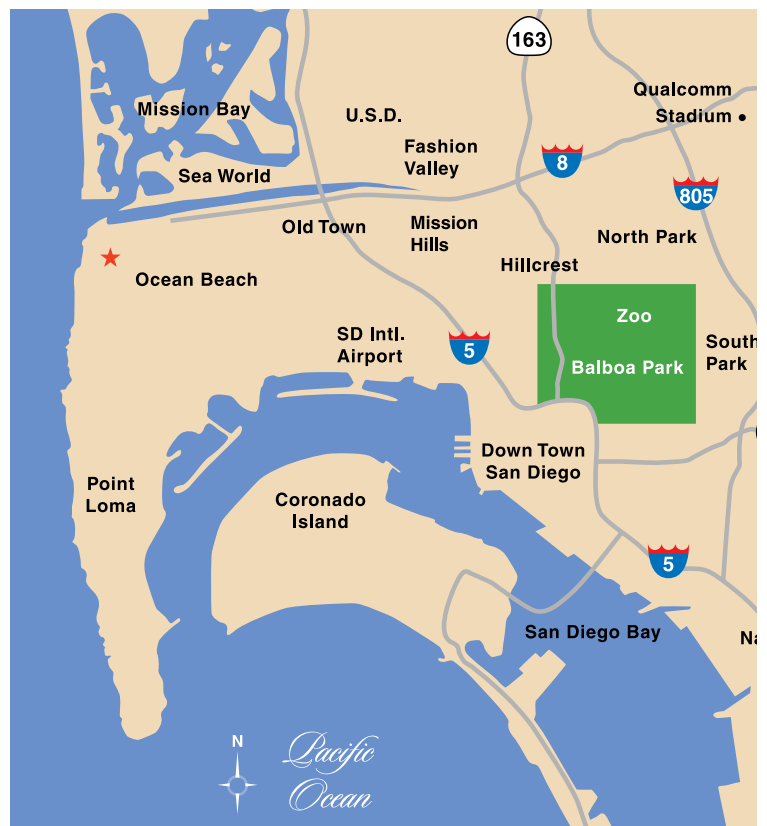 163
Qualcomm
Stadium
Mission Bay
U.S.D.
Fashion
Valley
8
Sea World
805
Old Town
Mission
Hills
North Park
Hillcrest
Ocean Beach
Zoo
SD Intl.
Airport
5
South
Park
Balboa Park
Down Town
San Diego
Point
Loma
Coronado
Island
5
San Diego Bay
Na
N
Pacific
Ocean